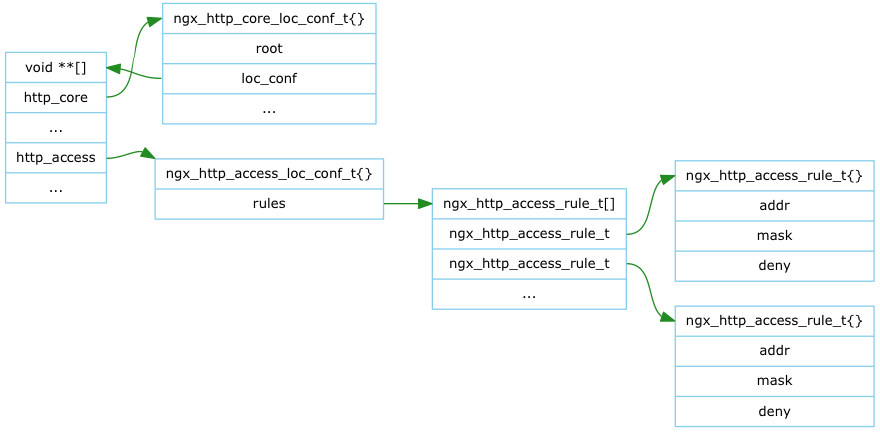 void **[]
http_core
...
http_access
...
ngx_http_core_loc_conf_t{}
root
loc_conf
...
ngx_http_access_loc_conf_t{}
rules
ngx_http_access_rule_t[]
ngx_http_access_rule_t
ngx_http_access_rule_t
...
ngx_http_access_rule_t{}
addr
mask
deny
ngx_http_access_rule_t{}
addr
mask
deny